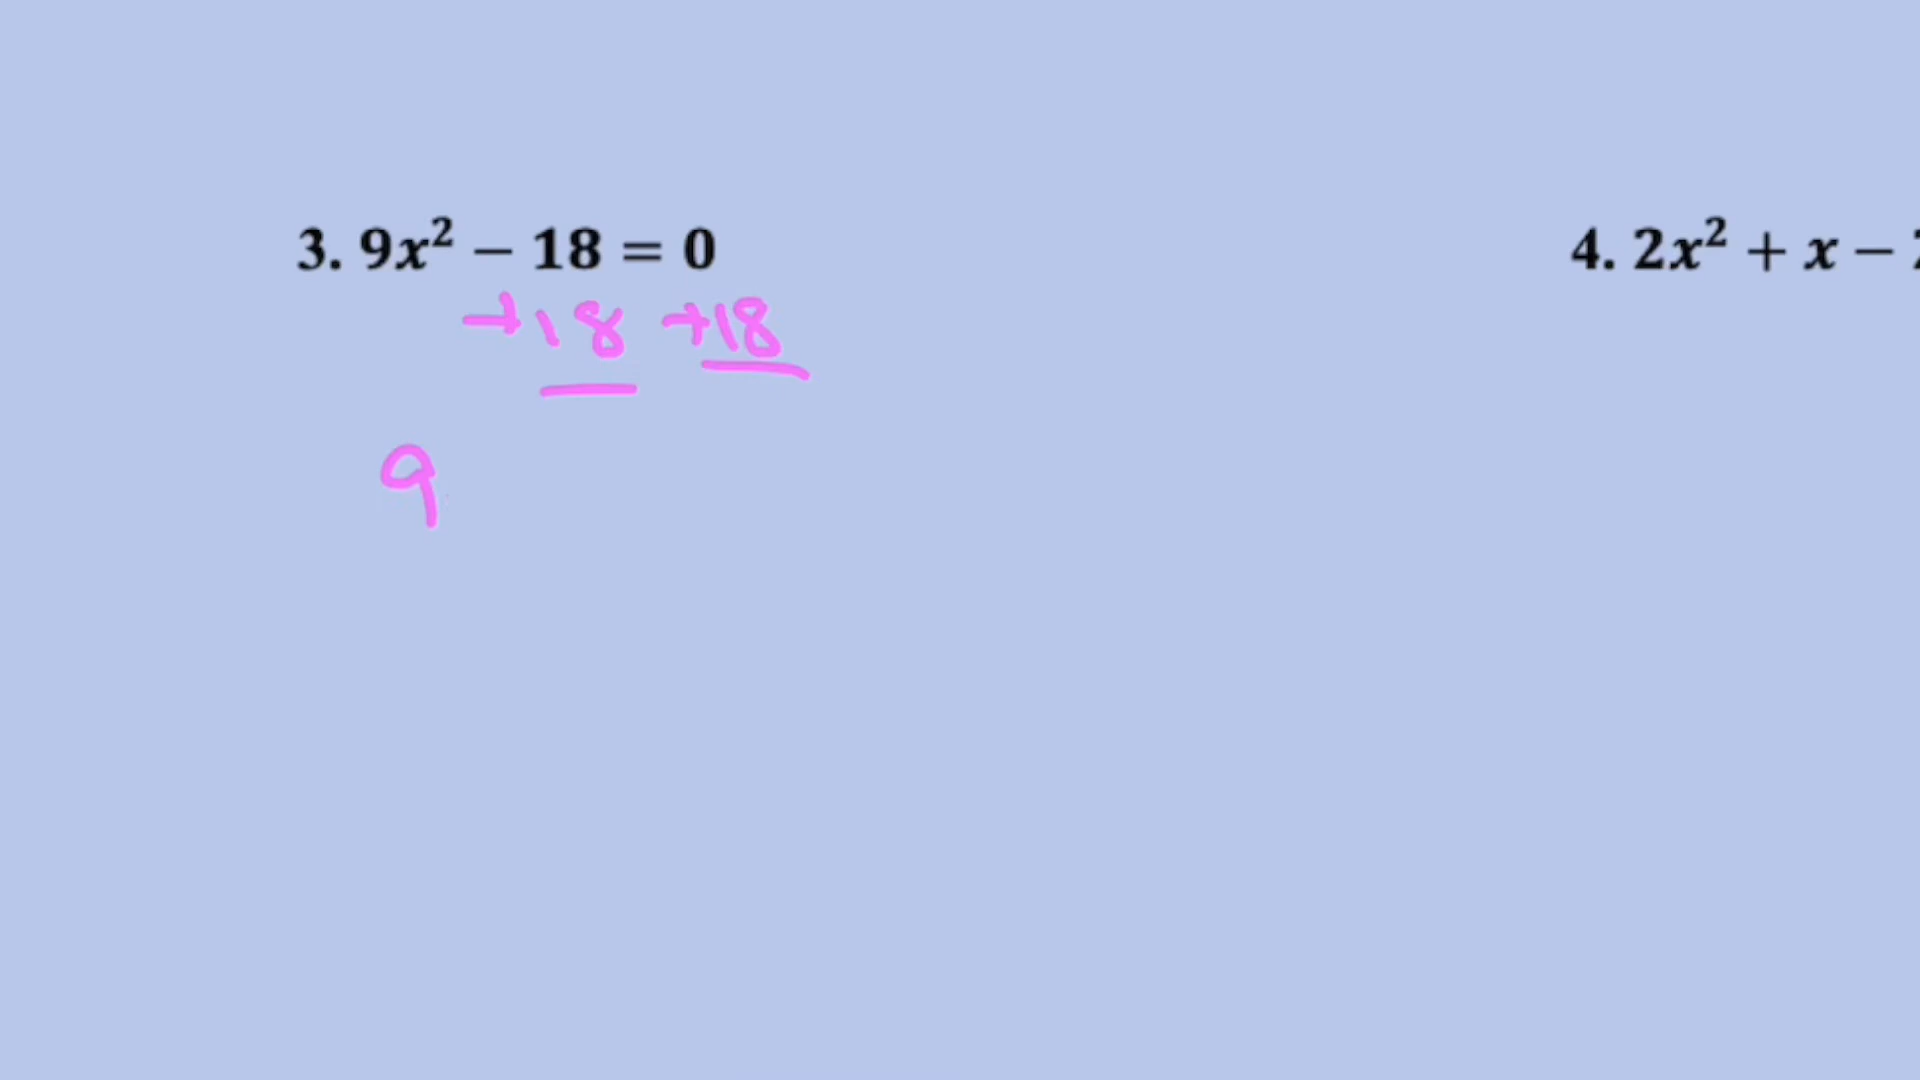 3. 9x² − 18 = 0
4. 2x² + x −
+18 +18
9